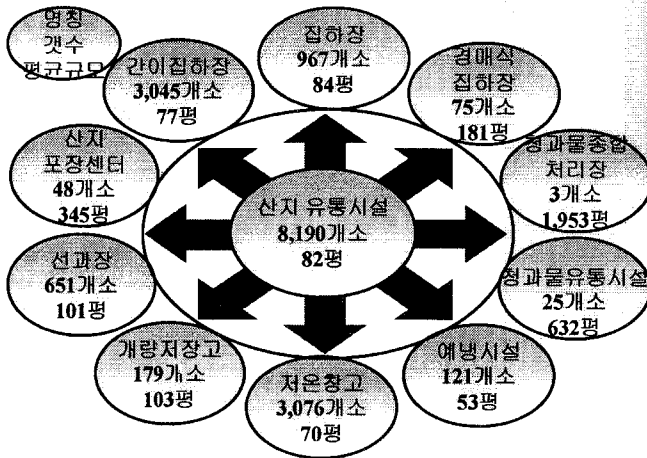 명칭
갯수
평균규모
간이집하장
3,045개소
77평
집하장
967개소
84평
경매식
집하장
75개소
181평
산지
포장센터
48개소
345평
산지 유통시설
8,190개소
82평
청과물종합
처리장
3개소
1,953평
선과장
651개소
101평
청과물유통시설
25개소
632평
개량저장고
179개소
103평
저온창고
3,076개소
70평
예냉시설
121개소
53평